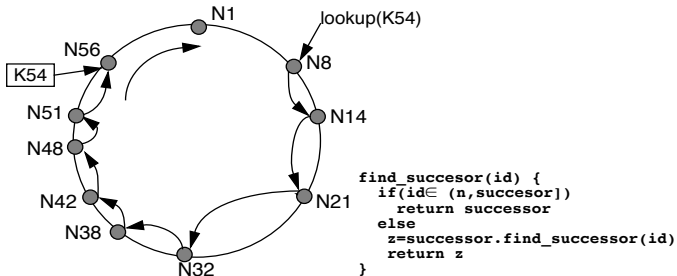 N1
lookup(K54)
N56
N8
K54
N51
N14
N48
find_succesor(id) {
if(id∈ (n,succesor])
return successor
else
z=successor.find_successor(id)
return z
}
N42
N21
N38
N32